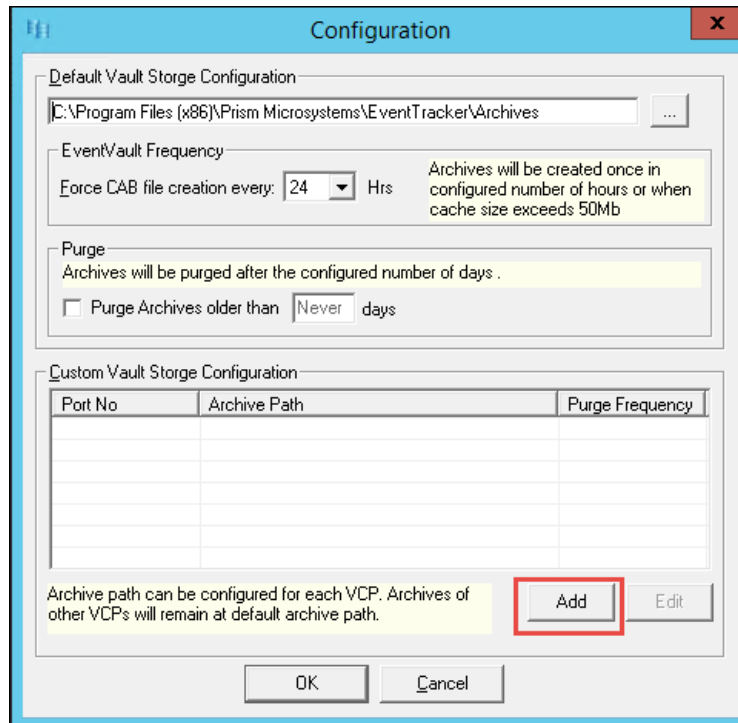 Configuration
x
Default Vault Storge Configuration
C:\Program Files (x86)\Prism Microsystems\EventTracker\Archives
...
EventVault Frequency
Force CAB file creation every: 24 Hrs
Archives will be created once in
configured number of hours or when
cache size exceeds 50Mb
Purge
Archives will be purged after the configured number of days .
Purge Archives older than Never days
Custom Vault Storge Configuration
Port No Archive Path Purge Frequency
Archive path can be configured for each VCP. Archives of
other VCPs will remain at default archive path.
Add Edit
OK Cancel